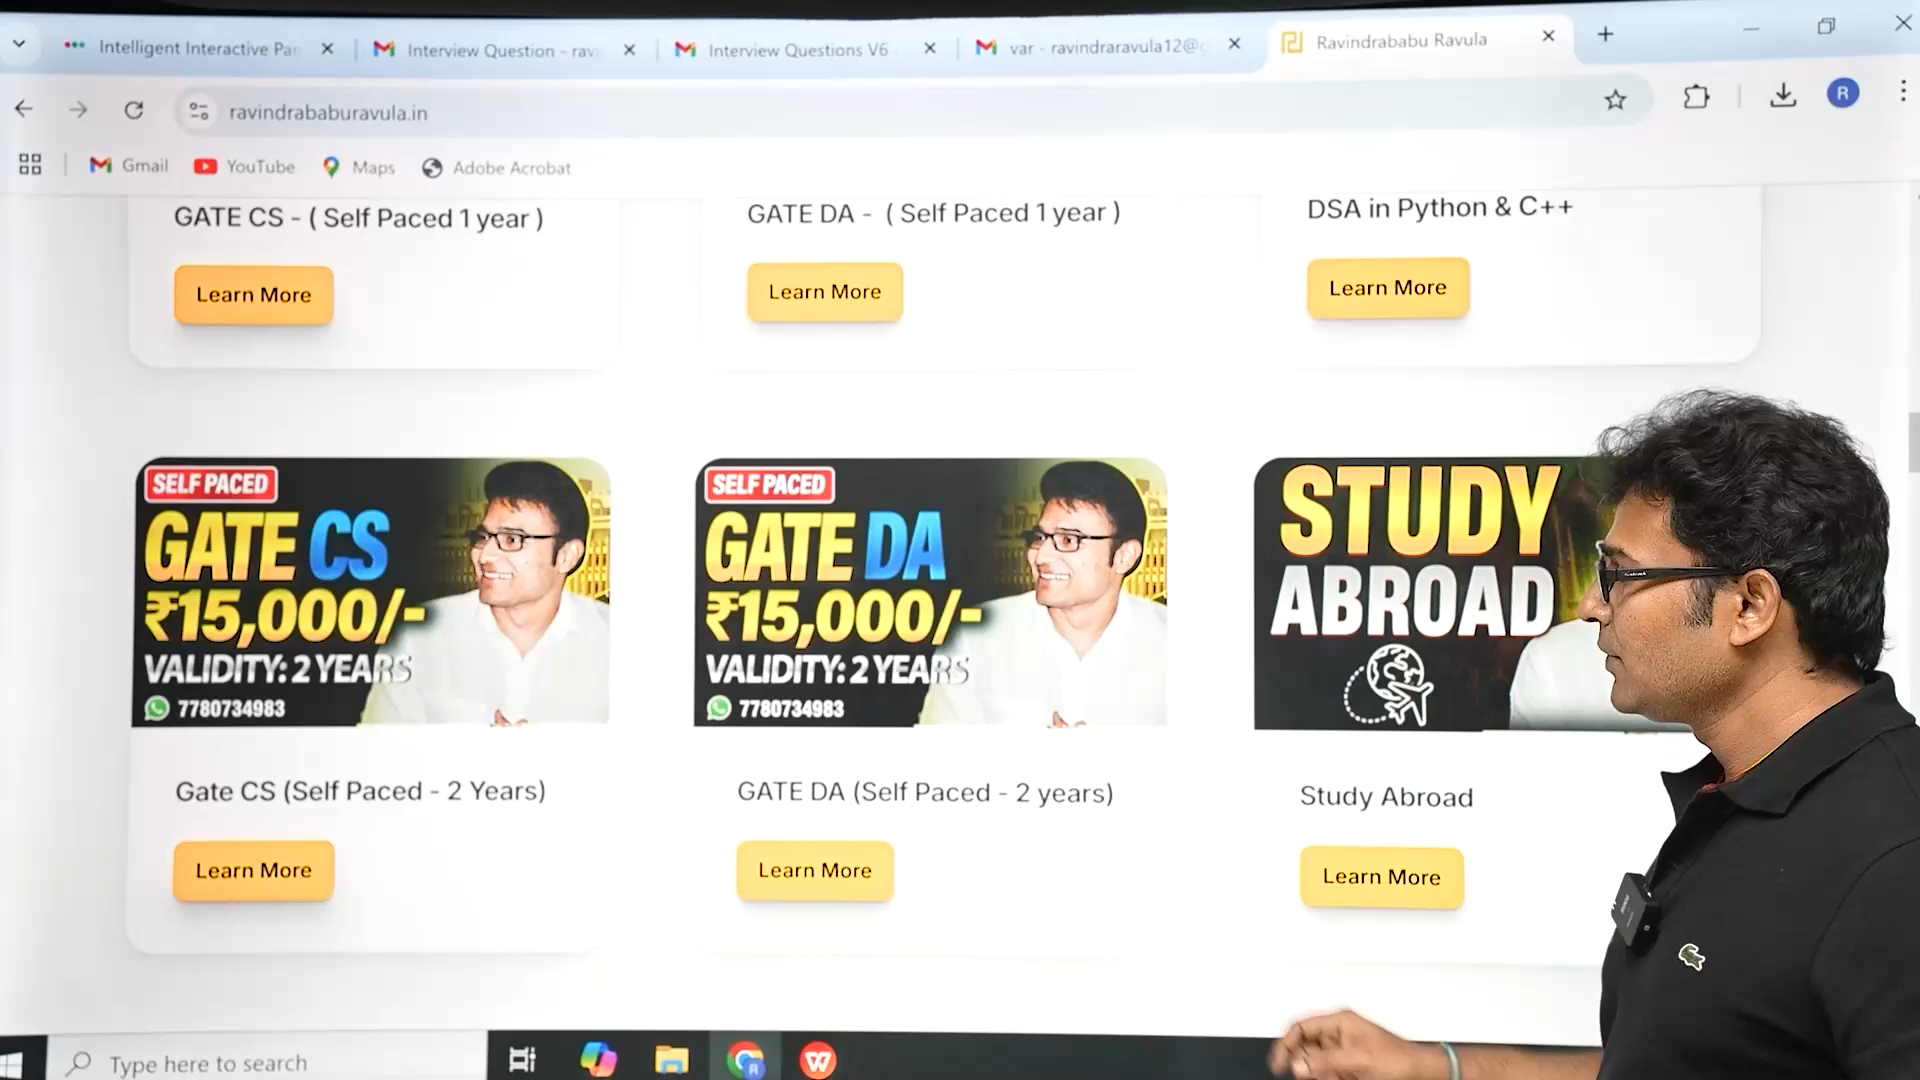 Intelligent Interactive Pan
Interview Question - ravi
Interview Questions V6
var - ravindraravula12@g
Ravindrababu Ravula
ravindrababuravula.in
R
Gmail
YouTube
Maps
Adobe Acrobat
GATE CS - ( Self Paced 1 year )
GATE DA - ( Self Paced 1 year )
DSA in Python & C++
Learn More
Learn More
Learn More
SELF PACED
GATE CS
₹15,000/-
VALIDITY: 2 YEARS
7780734983
SELF PACED
GATE DA
₹15,000/-
VALIDITY: 2 YEARS
7780734983
STUDY
ABROAD
Gate CS (Self Paced - 2 Years)
GATE DA (Self Paced - 2 years)
Study Abroad
Learn More
Learn More
Learn More
Type here to search